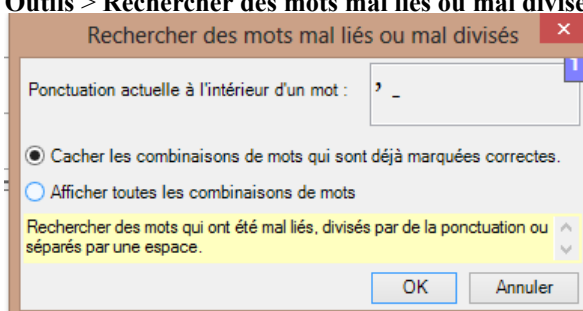 Outils > Rechercher des mots mal liés ou mal divisé
Rechercher des mots mal liés ou mal divisés
1
Ponctuation actuelle à l'intérieur d'un mot : ’ -
Cacher les combinaisons de mots qui sont déjà marquées correctes.
Afficher toutes les combinaisons de mots
Rechercher des mots qui ont été mal liés, divisés par de la ponctuation ou
séparés par une espace.
OK Annuler